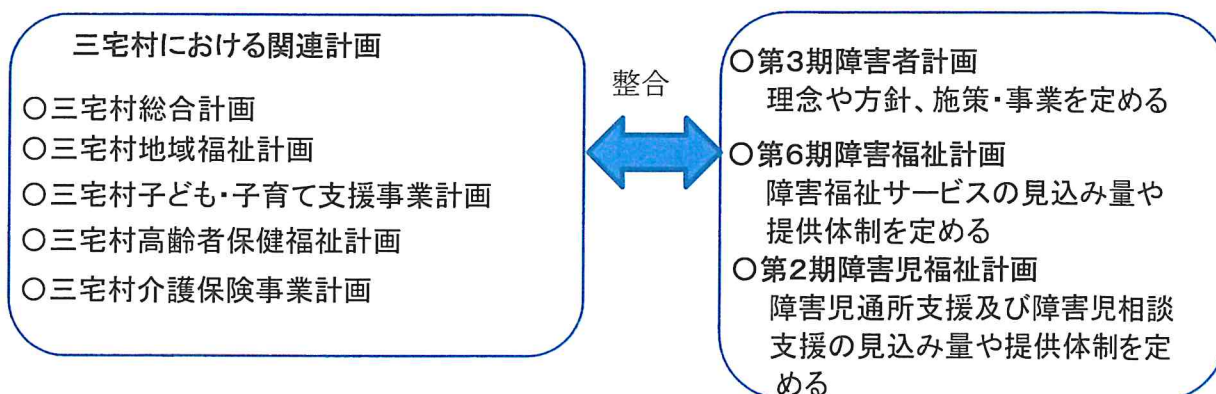 三宅村における関連計画
○三宅村総合計画
○三宅村地域福祉計画
○三宅村子ども・子育て支援事業計画
○三宅村高齢者保健福祉計画
○三宅村介護保険事業計画
整合
○第3期障害者計画
理念や方針、施策・事業を定める
○第6期障害福祉計画
障害福祉サービスの見込み量や
提供体制を定める
○第2期障害児福祉計画
障害児通所支援及び障害児相談
支援の見込み量や提供体制を定
める